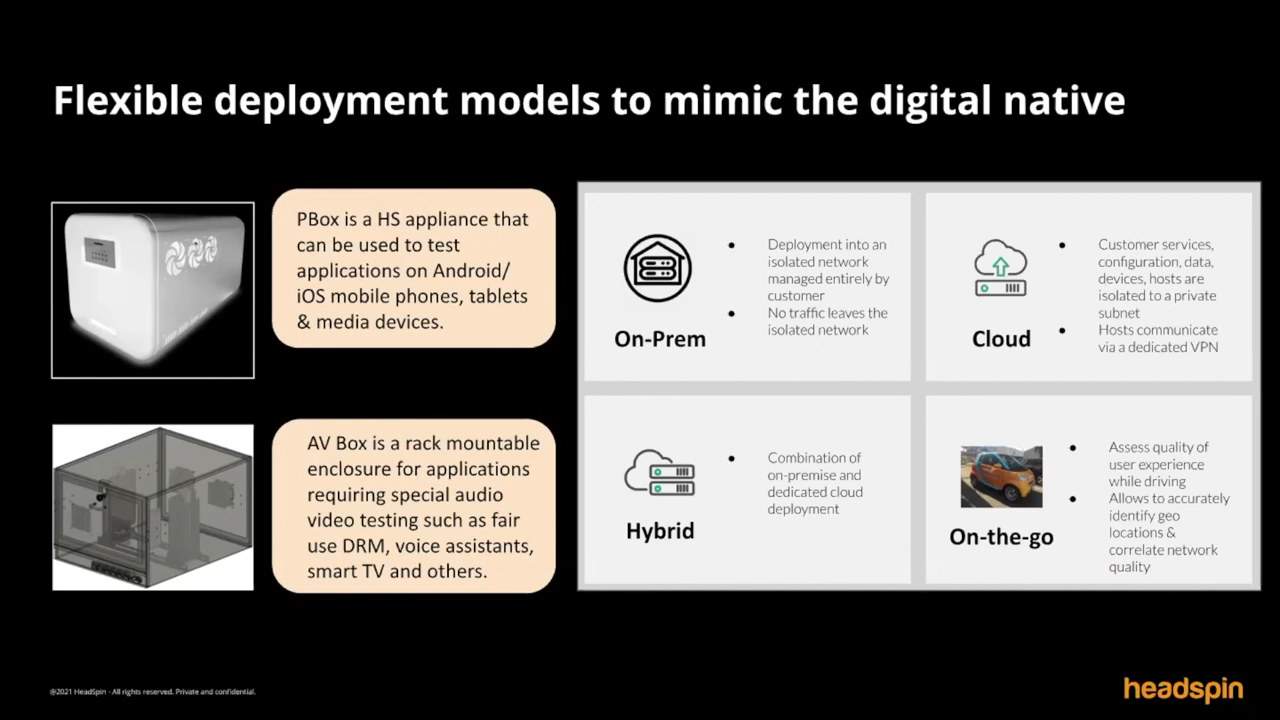 Flexible deployment models to mimic the digital native
PBox is a HS appliance that
can be used to test
applications on Android/
iOS mobile phones, tablets
& media devices.
AV Box is a rack mountable
enclosure for applications
requiring special audio
video testing such as fair
use DRM, voice assistants,
smart TV and others.
On-Prem
• Deployment into an
isolated network
managed entirely by
customer
• No traffic leaves the
isolated network
Cloud
• Customer services,
configuration, data,
devices, hosts are
isolated to a private
subnet
• Hosts communicate
via a dedicated VPN
Hybrid
• Combination of
on-premise and
dedicated cloud
deployment
On-the-go
• Assess quality of
user experience
while driving
• Allows to accurately
identify geo
locations &
correlate network
quality
@2021 HeadSpin - All rights reserved. Private and confidential.
headspin